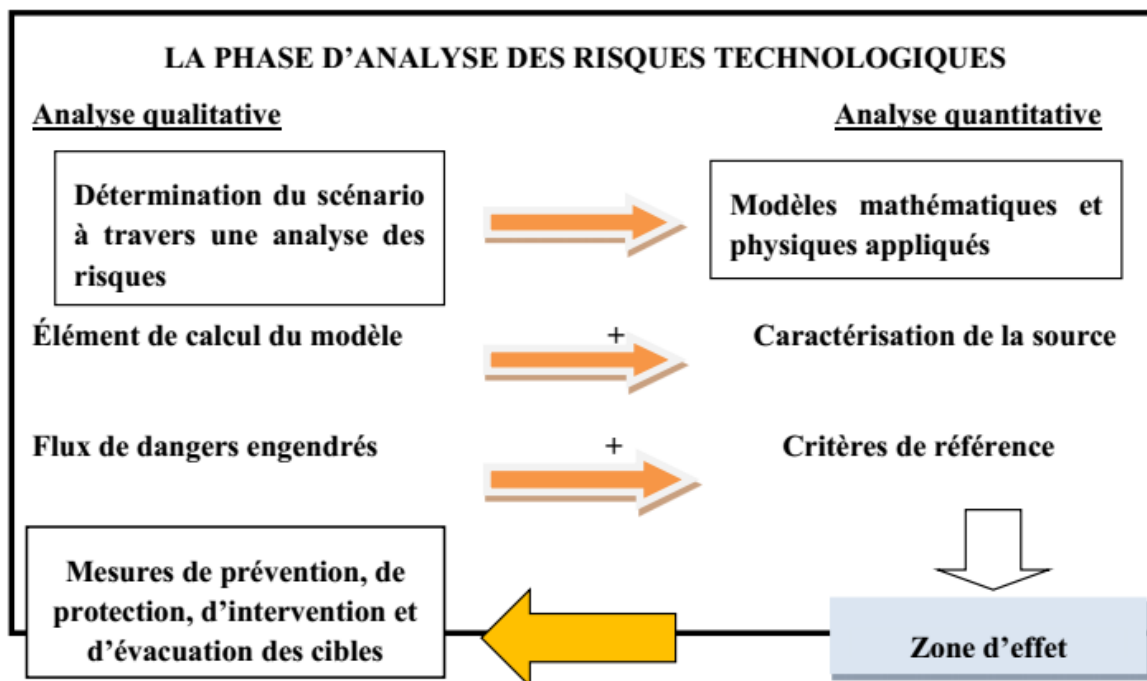 LA PHASE D'ANALYSE DES RISQUES TECHNOLOGIQUES
Analyse qualitative
Analyse quantitative
Détermination du scénario
à travers une analyse des
risques
Modèles mathématiques et
physiques appliqués
Élément de calcul du modèle
+
Caractérisation de la source
Flux de dangers engendrés
+
Critères de référence
Mesures de prévention, de
protection, d'intervention et
d'évacuation des cibles
Zone d'effet